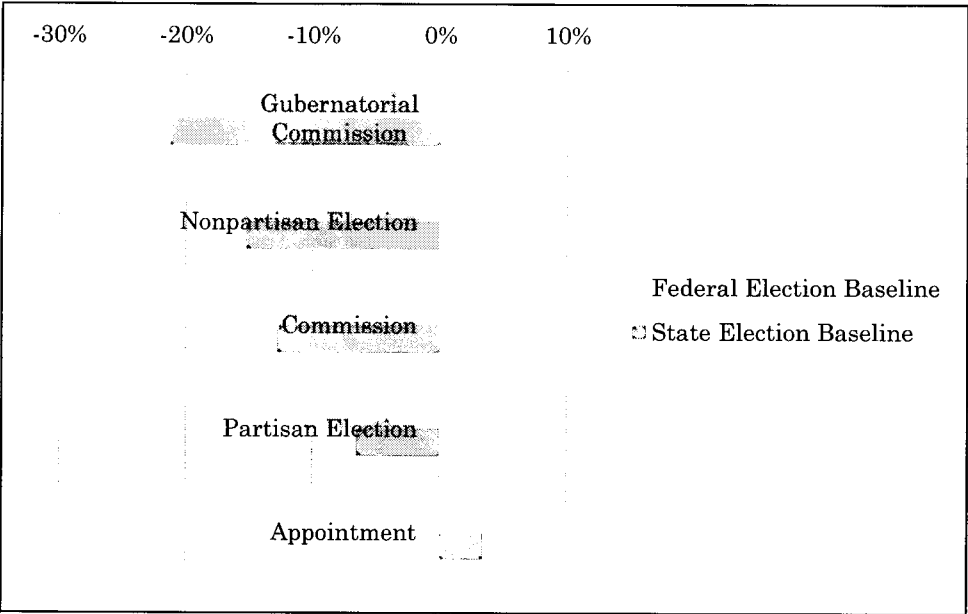 -30% -20% -10% 0% 10%
Gubernatorial
Commission
Nonpartisan Election
Federal Election Baseline
Commission
State Election Baseline
Partisan Election
Appointment